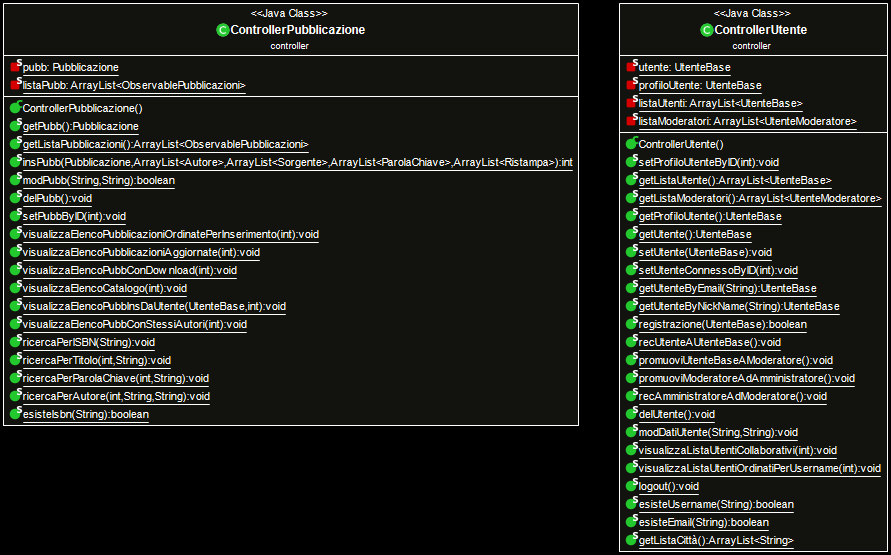 <<Java Class>>
ControllerPubblicazione
controller
pubb: Pubblicazione
listaPubb: ArrayList<ObservablePubblicazioni>
ControllerPubblicazione()
getPubb():Pubblicazione
getListaPubblicazioni():ArrayList<ObservablePubblicazioni>
insPubb(Pubblicazione,ArrayList<Autore>,ArrayList<Sorgente>,ArrayList<ParolaChiave>,ArrayList<Ristampa>):int
modPubb(String,String):boolean
delPubb():void
setPubbByID(int):void
visualizzaElencoPubblicazioniOrdinatePerInserimento(int):void
visualizzaElencoPubblicazioniAggiornate(int):void
visualizzaElencoPubbConDownload(int):void
visualizzaElencoCatalogo(int):void
visualizzaElencoPubbInsDaUtente(UtenteBase,int):void
visualizzaElencoPubbConStessiAutori(int):void
ricercaPerISBN(String):void
ricercaPerTitolo(int,String):void
ricercaPerParolaChiave(int,String):void
ricercaPerAutore(int,String,String):void
esisteIsbn(String):boolean
<<Java Class>>
ControllerUtente
controller
utente: UtenteBase
profiloUtente: UtenteBase
listaUtenti: ArrayList<UtenteBase>
listaModeratori: ArrayList<UtenteModeratore>
ControllerUtente()
setProfiloUtenteByID(int):void
getListaUtente():ArrayList<UtenteBase>
getListaModeratori():ArrayList<UtenteModeratore>
getProfiloUtente():UtenteBase
getUtente():UtenteBase
setUtente(UtenteBase):void
setUtenteConnessoByID(int):void
getUtenteByEmail(String):UtenteBase
getUtenteByNickName(String):UtenteBase
registrazione(UtenteBase):boolean
recUtenteAUtenteBase():void
promuoviUtenteBaseAModeratore():void
promuoviModeratoreAdAmministratore():void
recAmministratoreAdModeratore():void
delUtente():void
modDatiUtente(String,String):void
visualizzaListaUtentiCollaborativi(int):void
visualizzaListaUtentiOrdinatiPerUsername(int):void
logout():void
esisteUsername(String):boolean
esisteEmail(String):boolean
getListaCittà():ArrayList<String>